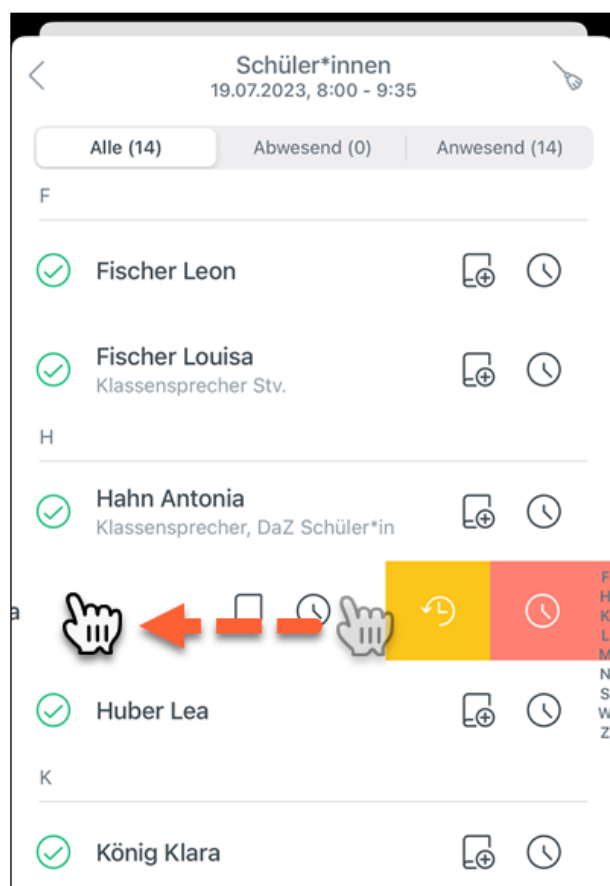 Schüler*innen
19.07.2023, 8:00 - 9:35
Alle (14) Abwesend (0) Anwesend (14)
F
Fischer Leon
Fischer Louisa
Klassensprecher Stv.
H
Hahn Antonia
Klassensprecher, DaZ Schüler*in
a
F
H
K
L
M
N
S
W
Z
Huber Lea
K
König Klara